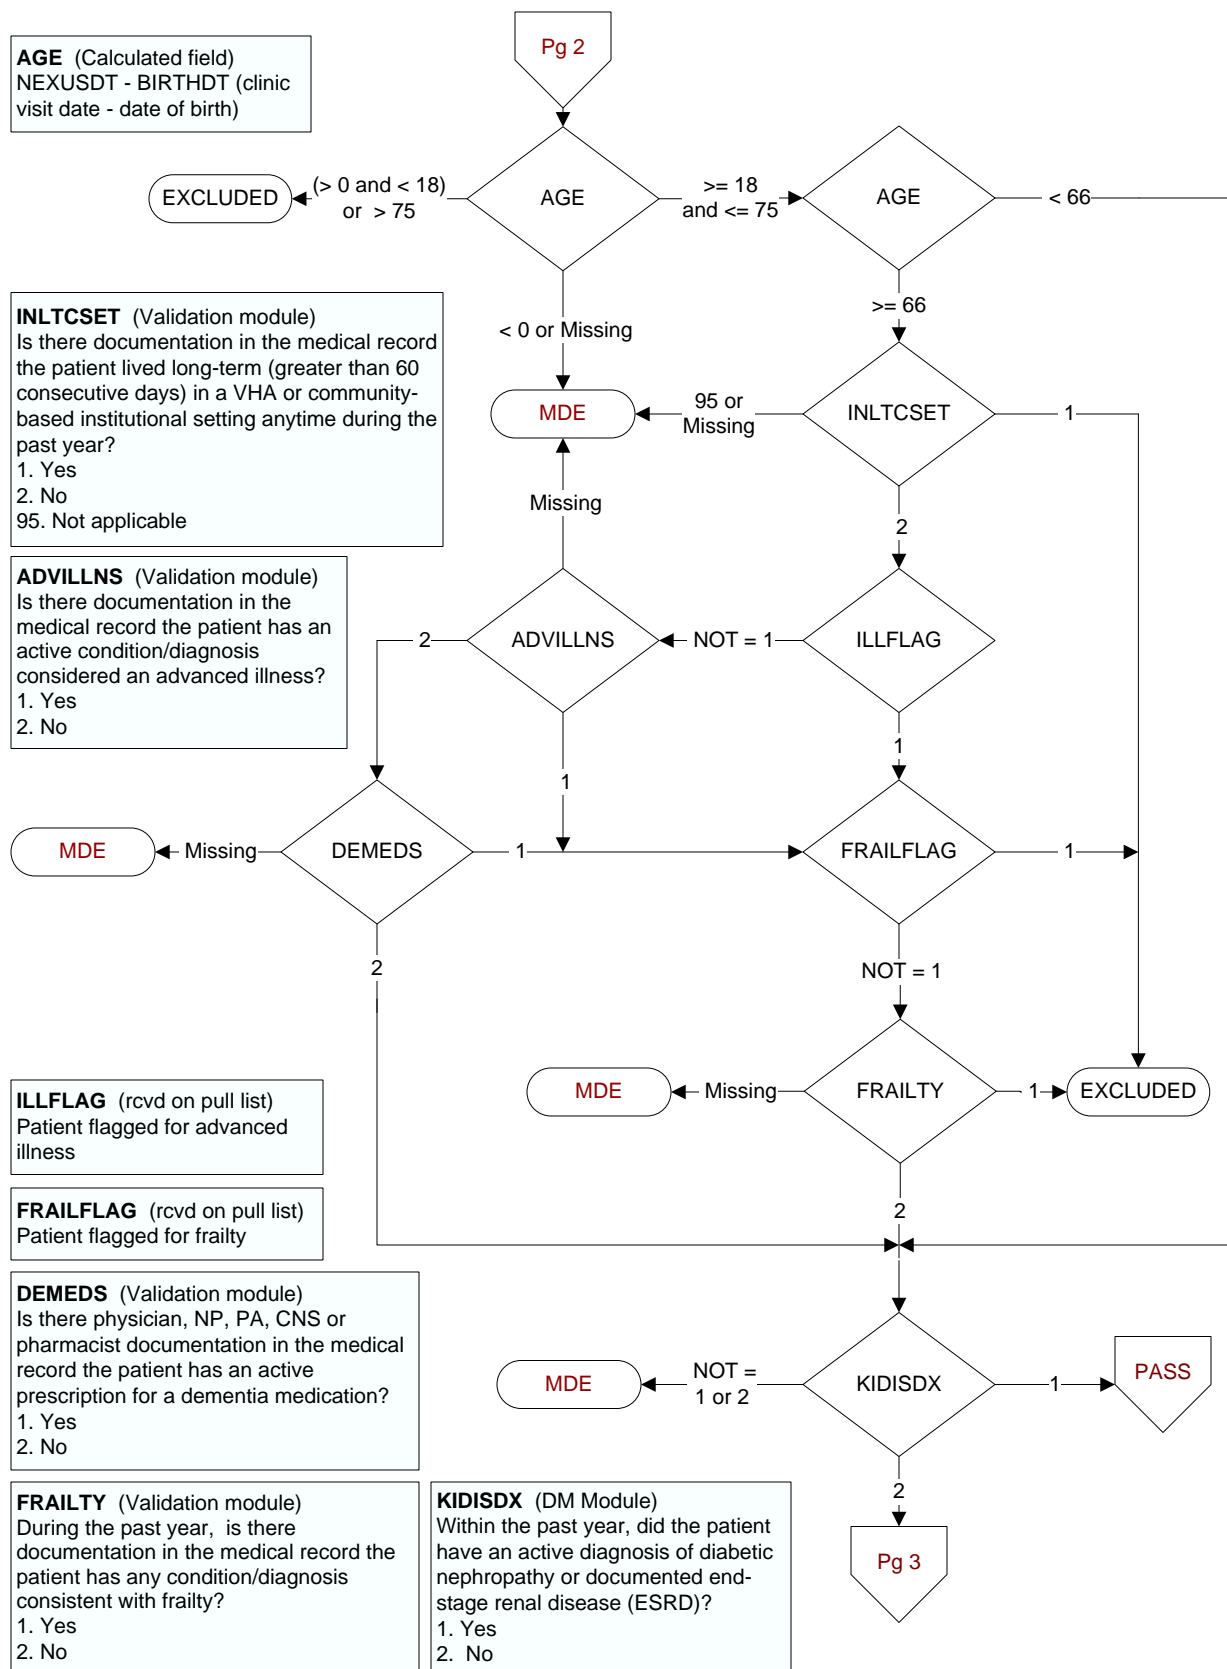 Pg 2
AGE (Calculated field)
NEXUSDT - BIRTHDT (clinic
visit date - date of birth)
EXCLUDED
(> 0 and < 18)
or > 75
AGE
>= 18
and <= 75
AGE
< 66
>= 66
< 0 or Missing
INLTCSET (Validation module)
Is there documentation in the medical record
the patient lived long-term (greater than 60
consecutive days) in a VHA or community-
based institutional setting anytime during the
past year?
1. Yes
2. No
95. Not applicable
MDE
95 or
Missing
INLTCSET
1
Missing
2
ADVILLNS (Validation module)
Is there documentation in the
medical record the patient has an
active condition/diagnosis
considered an advanced illness?
1. Yes
2. No
2
ADVILLNS
NOT = 1
ILLFLAG
1
1
MDE
Missing
DEMEDS
1
FRAILFLAG
1
2
NOT = 1
MDE
Missing
FRAILTY
1
EXCLUDED
2
ILLFLAG (rcvd on pull list)
Patient flagged for advanced
illness
FRAILFLAG (rcvd on pull list)
Patient flagged for frailty
DEMEDS (Validation module)
Is there physician, NP, PA, CNS or
pharmacist documentation in the medical
record the patient has an active
prescription for a dementia medication?
1. Yes
2. No
MDE
NOT =
1 or 2
KIDISDX
1
PASS
2
Pg 3
FRAILTY (Validation module)
During the past year, is there
documentation in the medical record the
patient has any condition/diagnosis
consistent with frailty?
1. Yes
2. No
KIDISDX (DM Module)
Within the past year, did the patient
have an active diagnosis of diabetic
nephropathy or documented end-
stage renal disease (ESRD)?
1. Yes
2. No